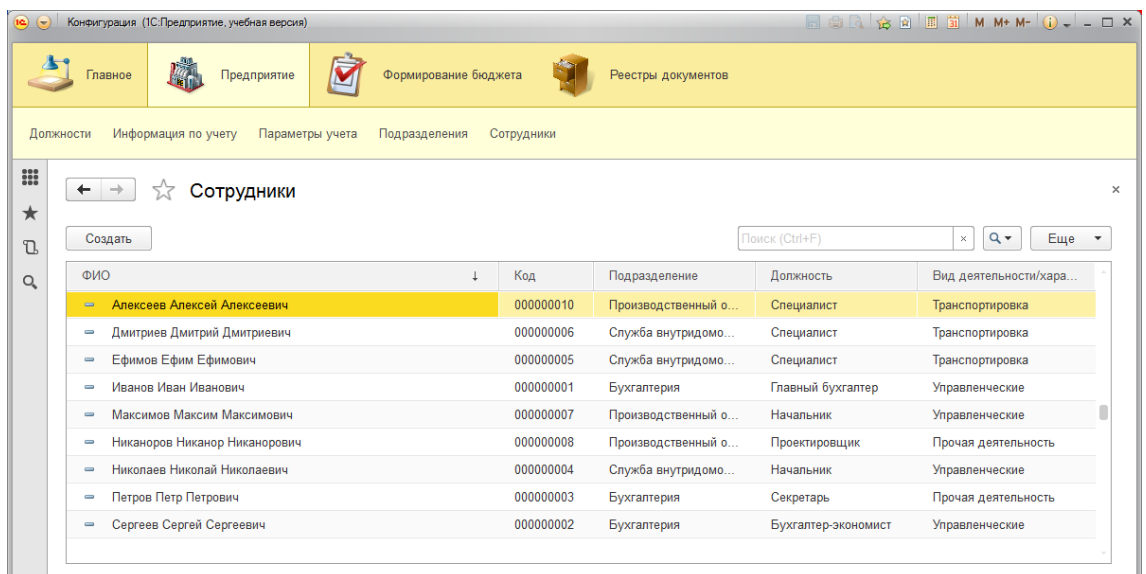 1С Конфигурация (1С:Предприятие, учебная версия) 31 M M+ M- i
Главное Предприятие Формирование бюджета Реестры документов
Должности Информация по учету Параметры учета Подразделения Сотрудники
Сотрудники
Создать Поиск (Ctrl+F) Еще
ФИО ↓ Код Подразделение Должность Вид деятельности/хара...
Алексеев Алексей Алексеевич 000000010 Производственный о... Специалист Транспортировка
Дмитриев Дмитрий Дмитриевич 000000006 Служба внутридомо... Специалист Транспортировка
Ефимов Ефим Ефимович 000000005 Служба внутридомо... Специалист Транспортировка
Иванов Иван Иванович 000000001 Бухгалтерия Главный бухгалтер Управленческие
Максимов Максим Максимович 000000007 Производственный о... Начальник Управленческие
Никаноров Никанор Никанорович 000000008 Производственный о... Проектировщик Прочая деятельность
Николаев Николай Николаевич 000000004 Служба внутридомо... Начальник Управленческие
Петров Петр Петрович 000000003 Бухгалтерия Секретарь Прочая деятельность
Сергеев Сергей Сергеевич 000000002 Бухгалтерия Бухгалтер-экономист Управленческие